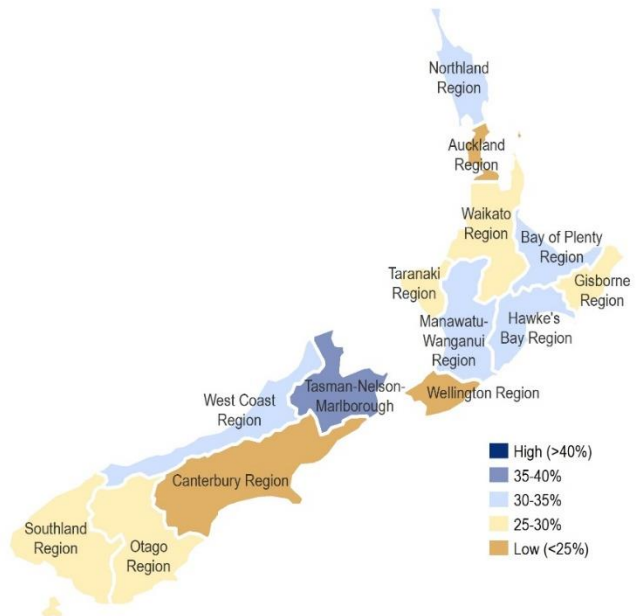 Northland
Region
Auckland
Region
Waikato
Region
Bay of Plenty
Region
Taranaki
Region
Gisborne
Region
Manawatu-
Wanganui
Region
Hawke's
Bay Region
Wellington Region
Tasman-Nelson-
Marlborough
West Coast
Region
Canterbury Region
Southland
Region
Otago
Region
High (>40%)
35-40%
30-35%
25-30%
Low (<25%)